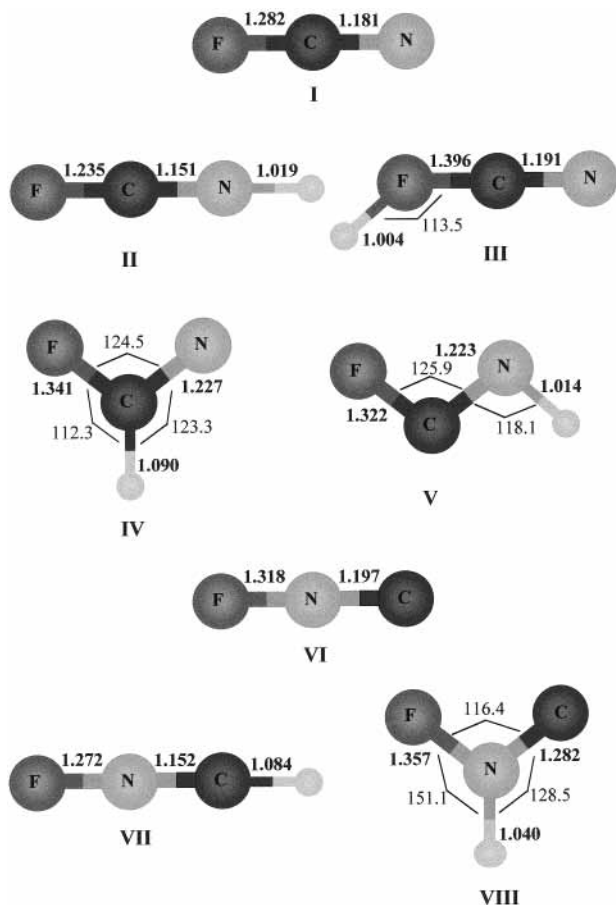 1.282 1.181
F C N
I
1.235 1.151 1.019
F C N
II
1.396 1.191
F C N
1.004 113.5
III
F 124.5 N
1.341 1.227
C
112.3 123.3
1.090
IV
F 125.9 1.223 N
1.014
1.322 C 118.1
V
1.318 1.197
F N C
VI
1.272 1.152 1.084
F N C
VII
F 116.4 C
1.357 1.282
N
151.1 128.5
1.040
VIII